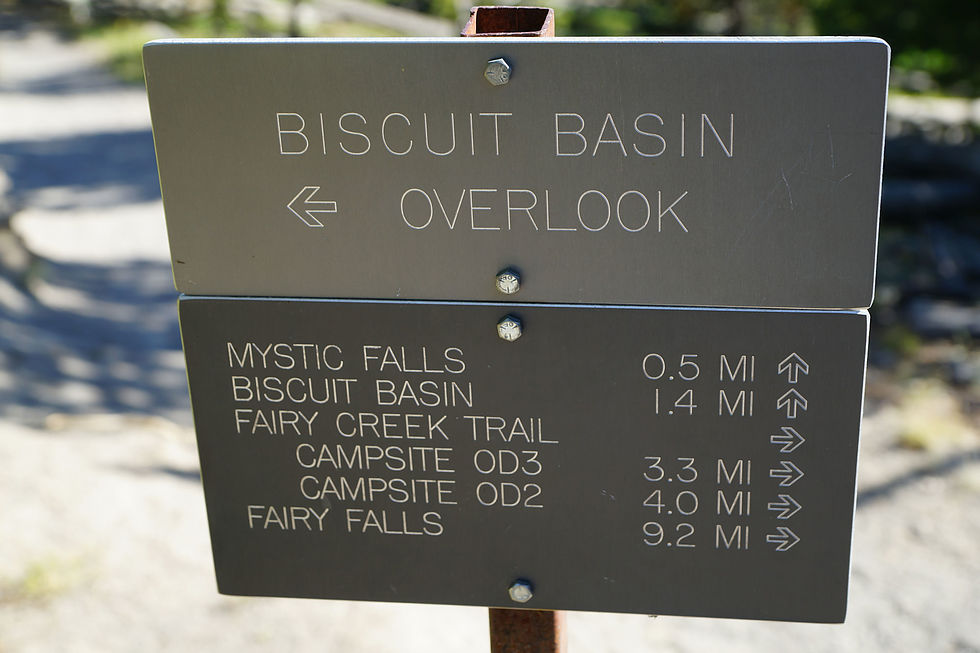 BISCUIT BASIN
← OVERLOOK
MYSTIC FALLS 0.5 MI ↑
BISCUIT BASIN 1.4 MI ↑
FAIRY CREEK TRAIL →
CAMPSITE OD3 3.3 MI →
CAMPSITE OD2 4.0 MI →
FAIRY FALLS 9.2 MI →